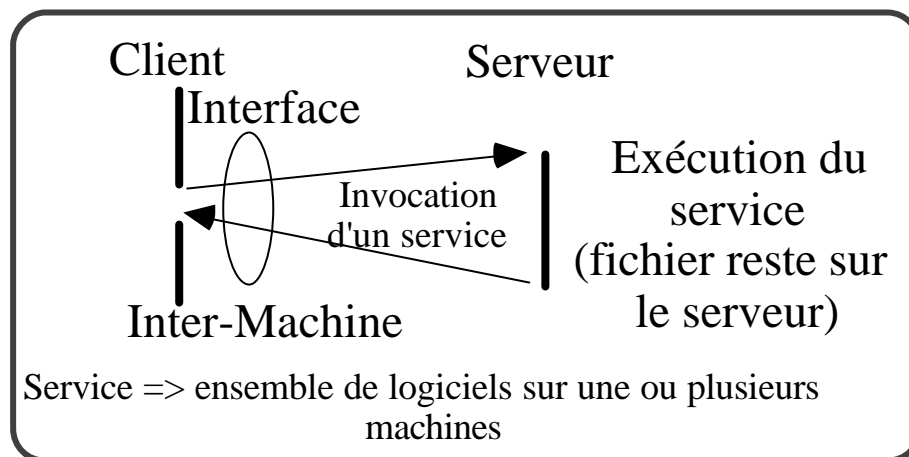 Client
Serveur
Interface
Invocation
d'un service
Exécution du
service
(fichier reste sur
le serveur)
Inter-Machine
Service => ensemble de logiciels sur une ou plusieurs
machines